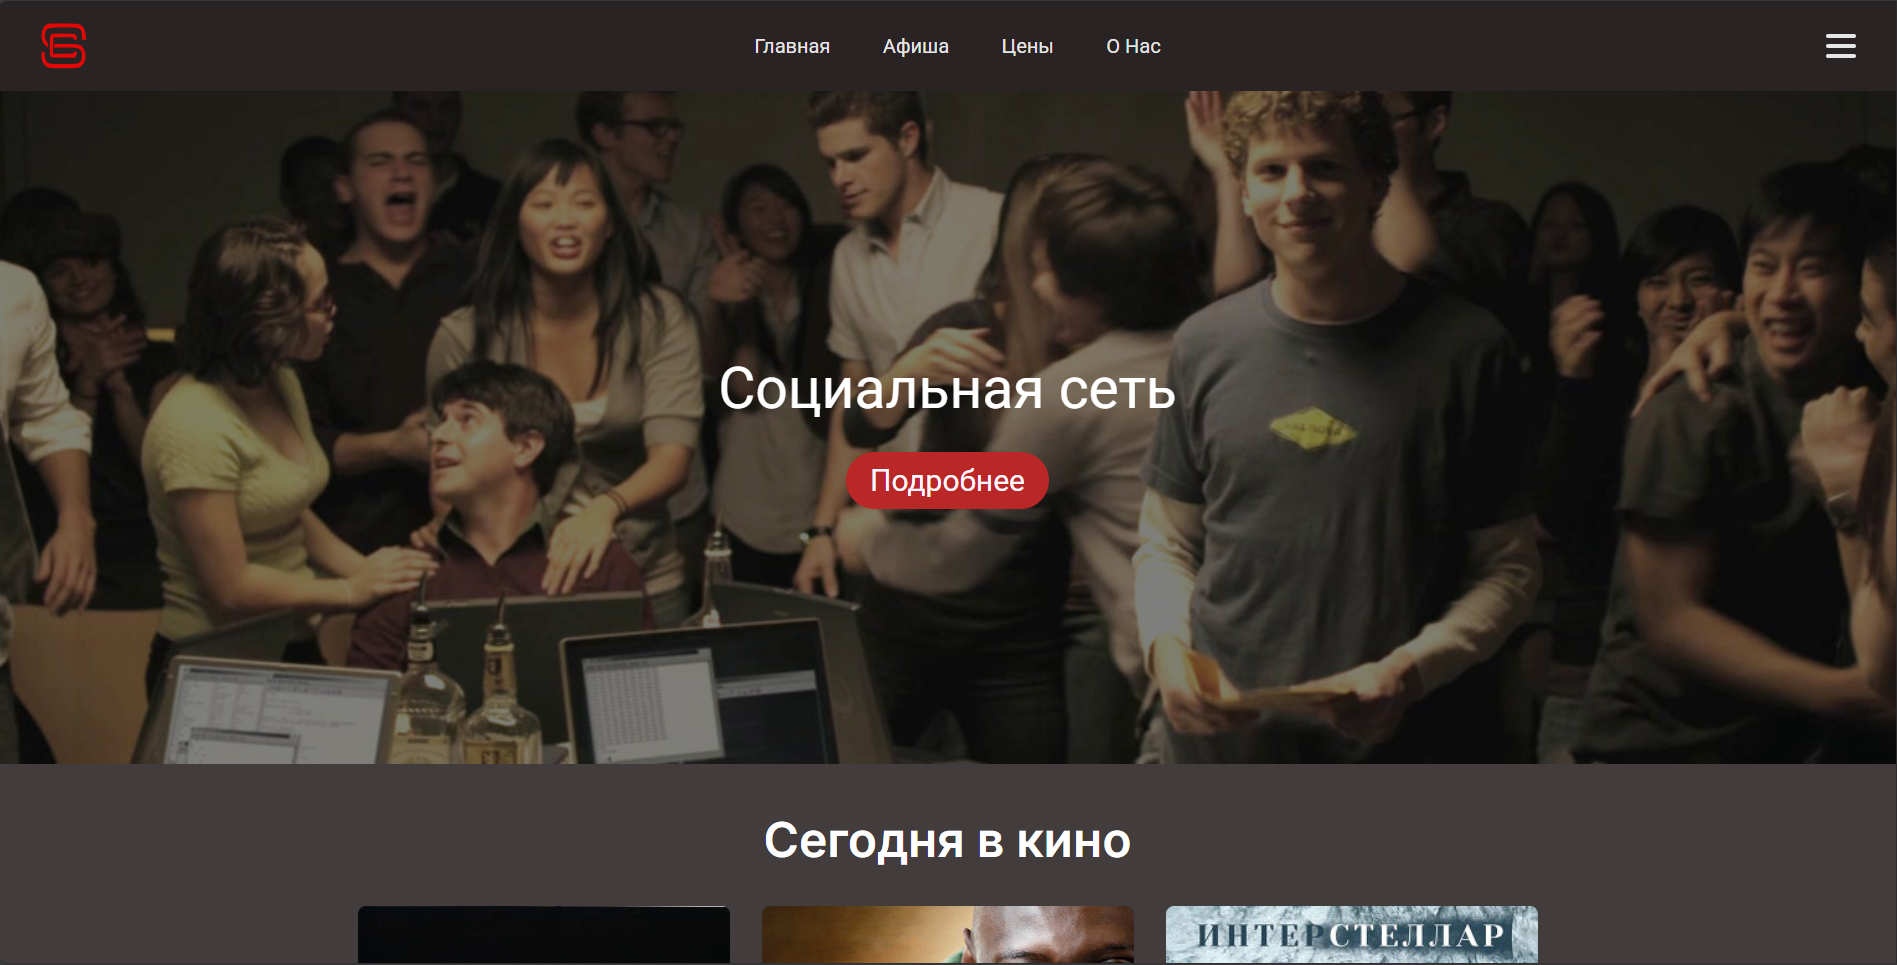 Главная Афиша Цены О Нас
Социальная сеть
Подробнее
Сегодня в кино
ИНТЕРСТЕЛЛАР